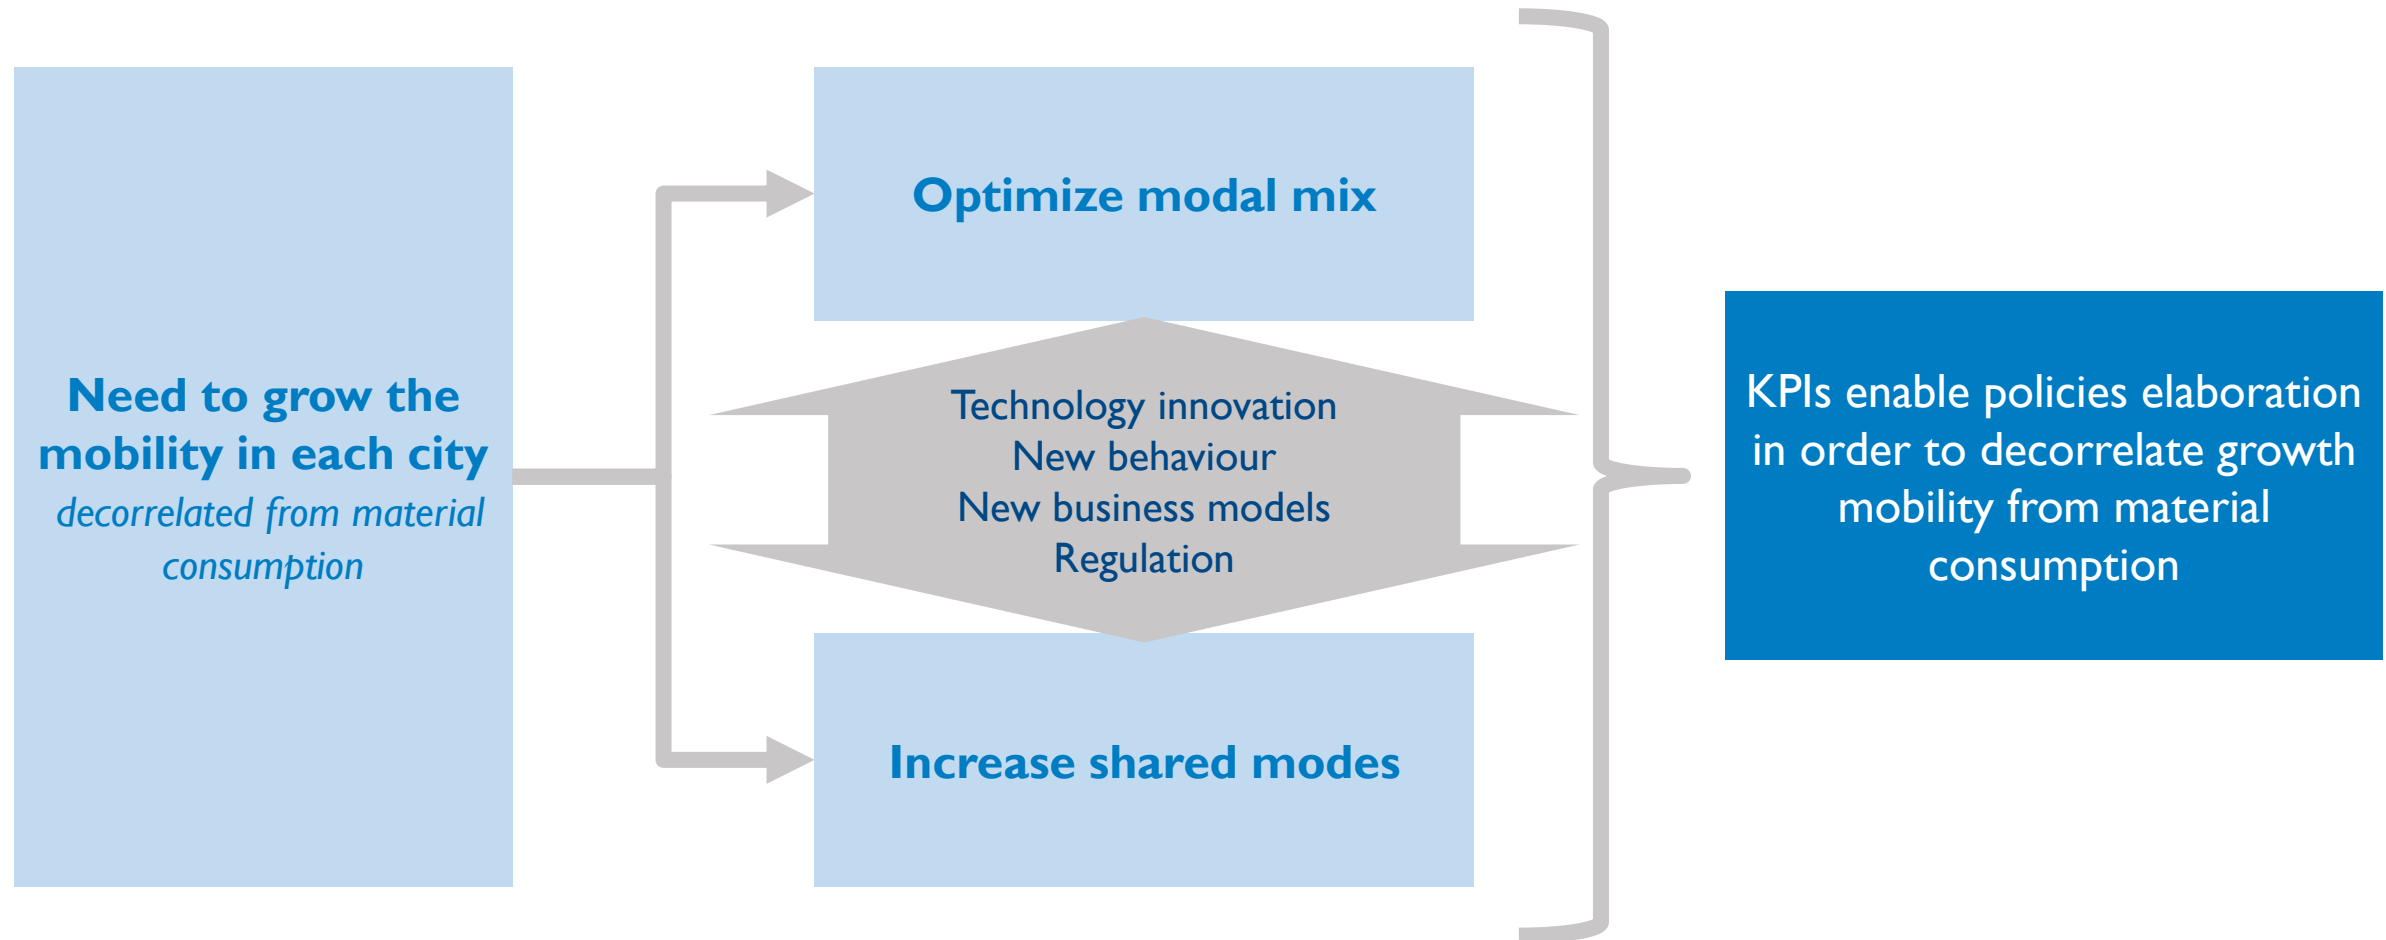 Need to grow the
mobility in each city
decorrelated from material
consumption
Optimize modal mix
Technology innovation
New behaviour
New business models
Regulation
Increase shared modes
KPIs enable policies elaboration
in order to decorrelate growth
mobility from material
consumption